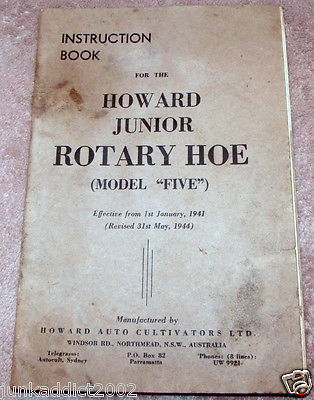 INSTRUCTION
BOOK
FOR THE
HOWARD
JUNIOR
ROTARY HOE
(MODEL "FIVE")
Effective from 1st January, 1941
(Revised 31st May, 1944)
Manufactured by
HOWARD AUTO CULTIVATORS LTD.
WINDSOR RD., NORTHMEAD, N.S.W., AUSTRALIA
Telegrams: P.O. Box 82 'Phones: (8 lines):
Autocult, Sydney Parramatta UW 9921
junkaddict2002